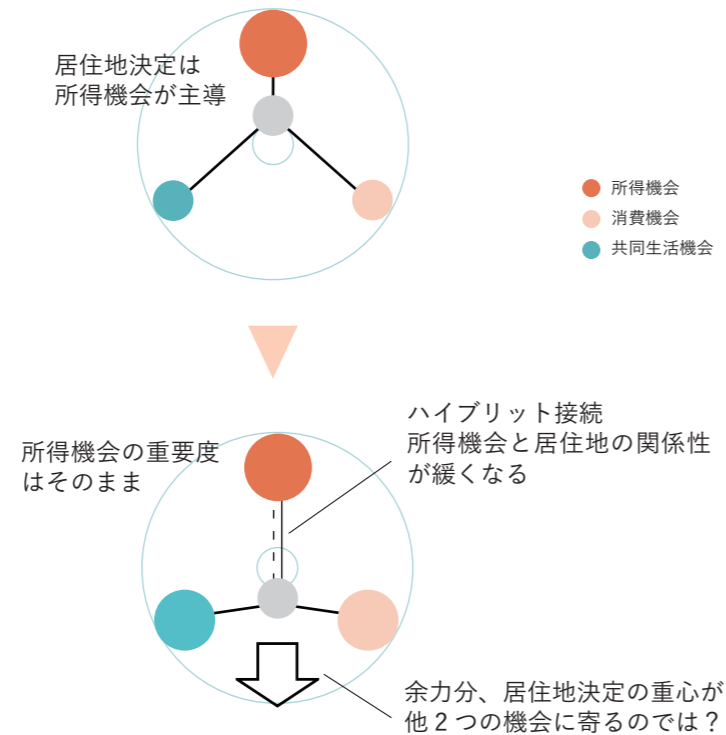 居住地決定は
所得機会が主導
所得機会
消費機会
共同生活機会
所得機会の重要度
はそのまま
ハイブリット接続
所得機会と居住地の関係性
が緩くなる
余力分、居住地決定の重心が
他2つの機会に寄るのでは？